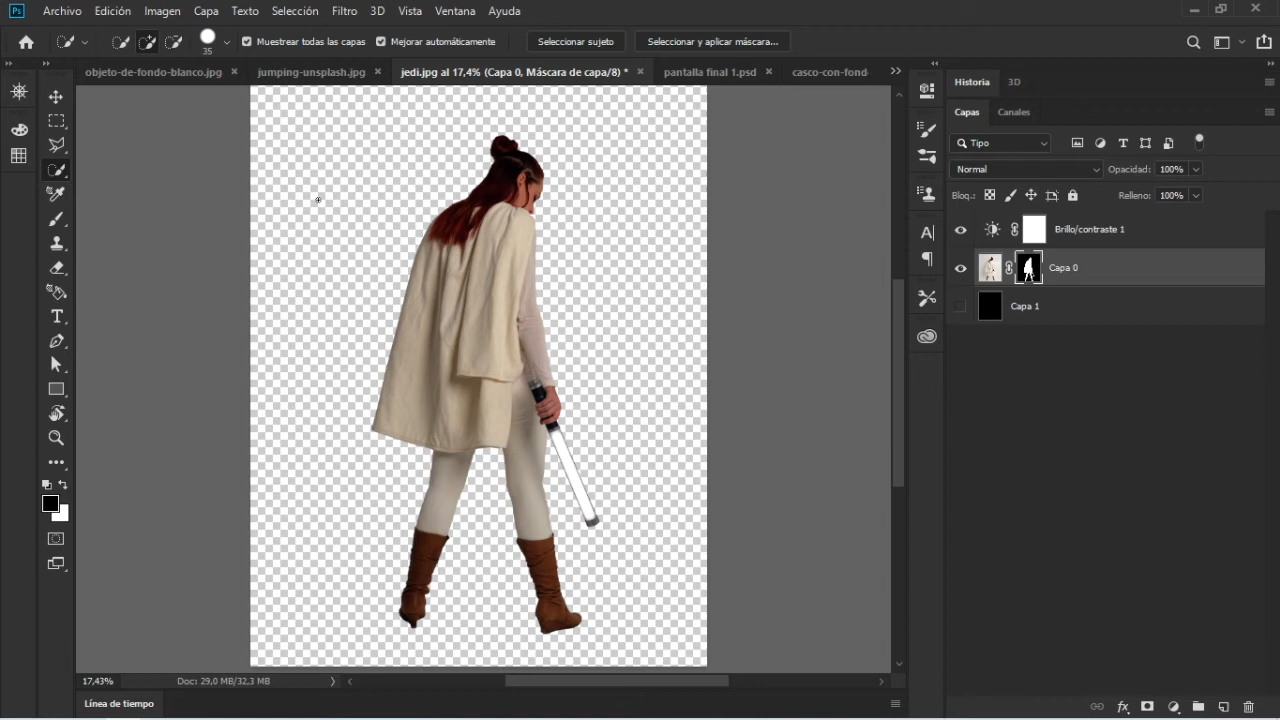 Ps Archivo Edición Imagen Capa Texto Selección Filtro 3D Vista Ventana Ayuda
35 Muestrear todas las capas Mejorar automáticamente Seleccionar sujeto Seleccionar y aplicar máscara...
objeto-de-fondo-blanco.jpg × jumping-unsplash.jpg × jedi.jpg al 17,4% (Capa 0, Máscara de capa/8) * × pantalla final 1.psd × casco-con-fond
Historia 3D
Capas Canales
Tipo
Normal Opacidad: 100%
Bloq.: Relleno: 100%
Brillo/contraste 1
Capa 0
Capa 1
17,43% Doc: 29,0 MB/32,3 MB
Línea de tiempo